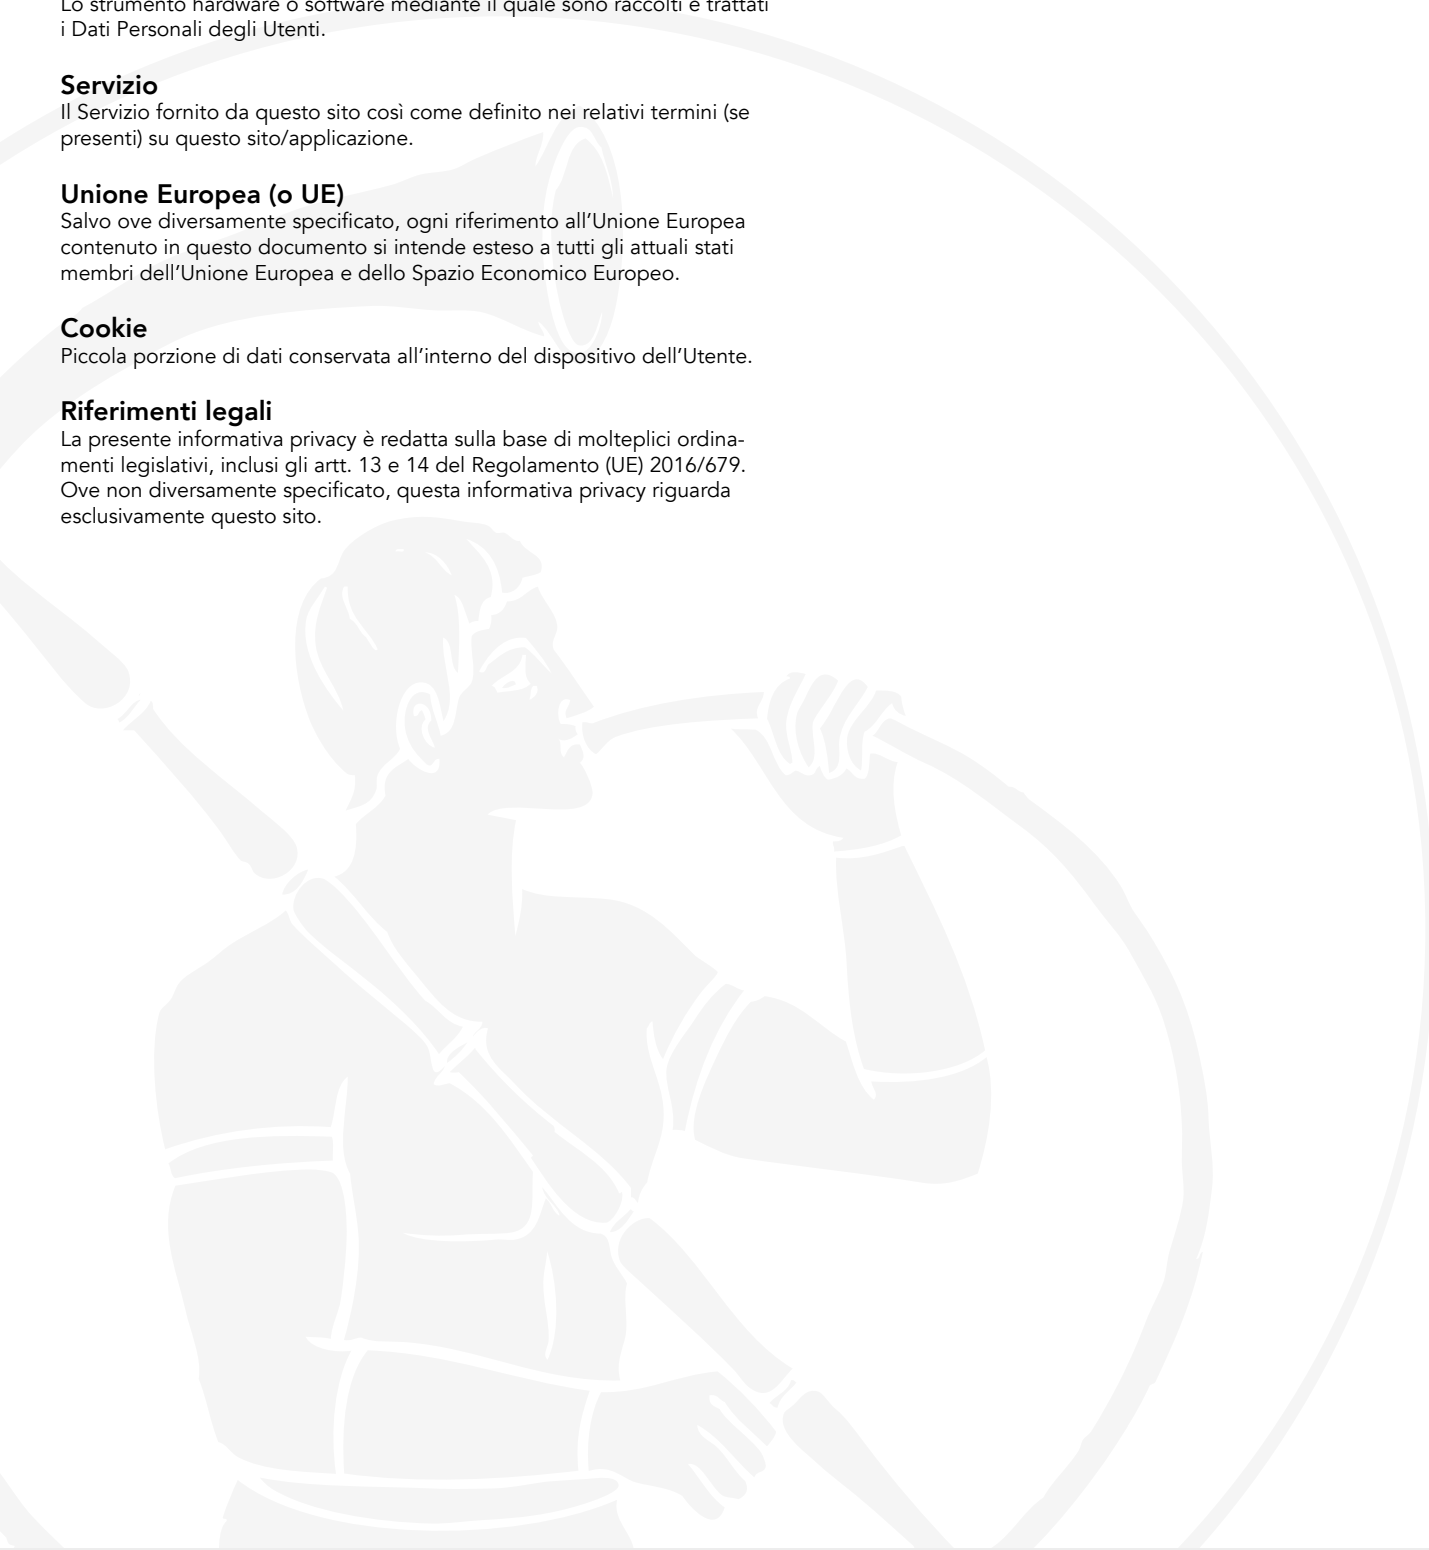 Lo strumento hardware o software mediante il quale sono raccolti e trattati
i Dati Personali degli Utenti.
Servizio
Il Servizio fornito da questo sito così come definito nei relativi termini (se
presenti) su questo sito/applicazione.
Unione Europea (o UE)
Salvo ove diversamente specificato, ogni riferimento all’Unione Europea
contenuto in questo documento si intende esteso a tutti gli attuali stati
membri dell’Unione Europea e dello Spazio Economico Europeo.
Cookie
Piccola porzione di dati conservata all’interno del dispositivo dell’Utente.
Riferimenti legali
La presente informativa privacy è redatta sulla base di molteplici ordina-
menti legislativi, inclusi gli artt. 13 e 14 del Regolamento (UE) 2016/679.
Ove non diversamente specificato, questa informativa privacy riguarda
esclusivamente questo sito.